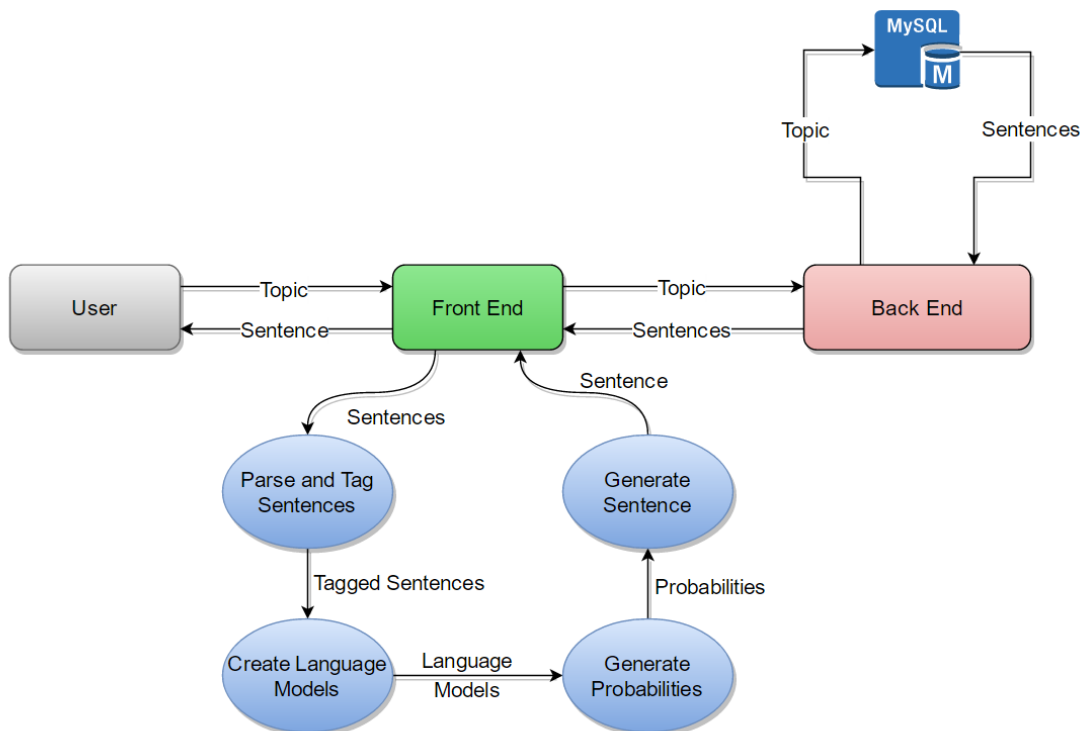 MySQL
M
Topic
Sentences
User
Topic
Sentence
Front End
Topic
Sentences
Back End
Sentences
Sentence
Parse and Tag
Sentences
Generate
Sentence
Tagged Sentences
Probabilities
Create Language
Models
Language
Models
Generate
Probabilities